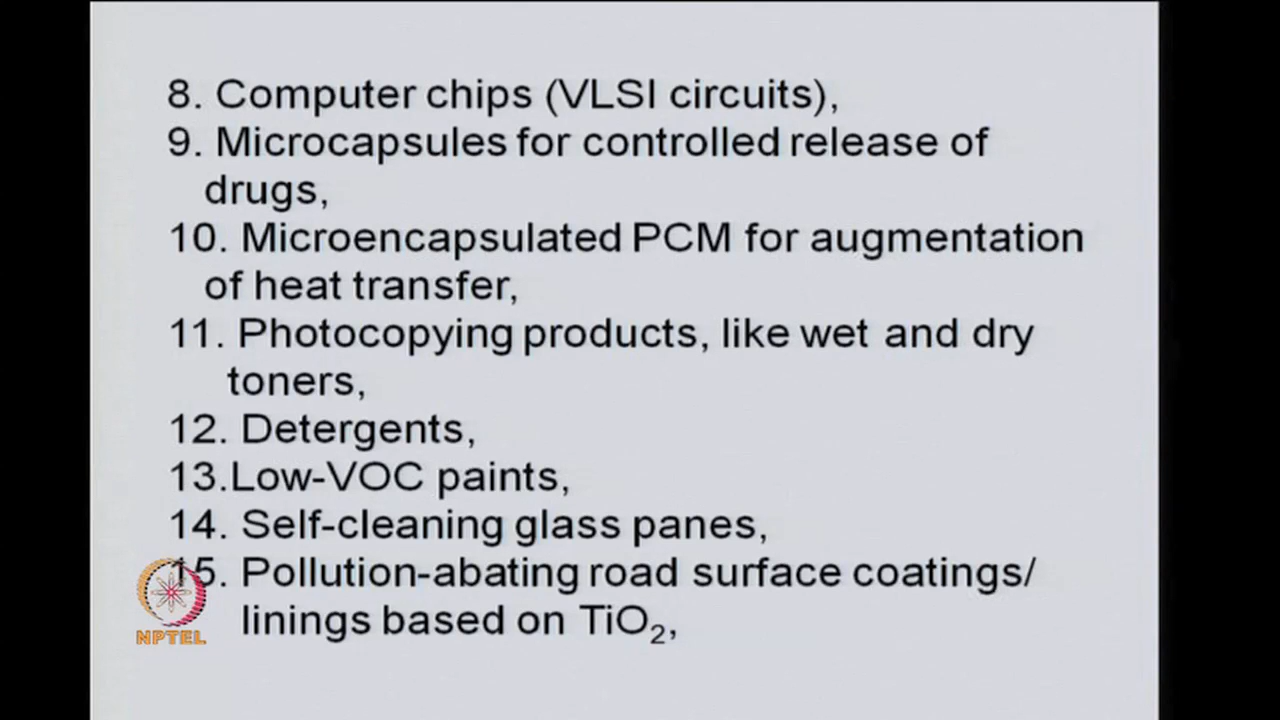 8. Computer chips (VLSI circuits),
9. Microcapsules for controlled release of
drugs,
10. Microencapsulated PCM for augmentation
of heat transfer,
11. Photocopying products, like wet and dry
toners,
12. Detergents,
13.Low-VOC paints,
14. Self-cleaning glass panes,
15. Pollution-abating road surface coatings/
linings based on TiO₂,
NPTEL